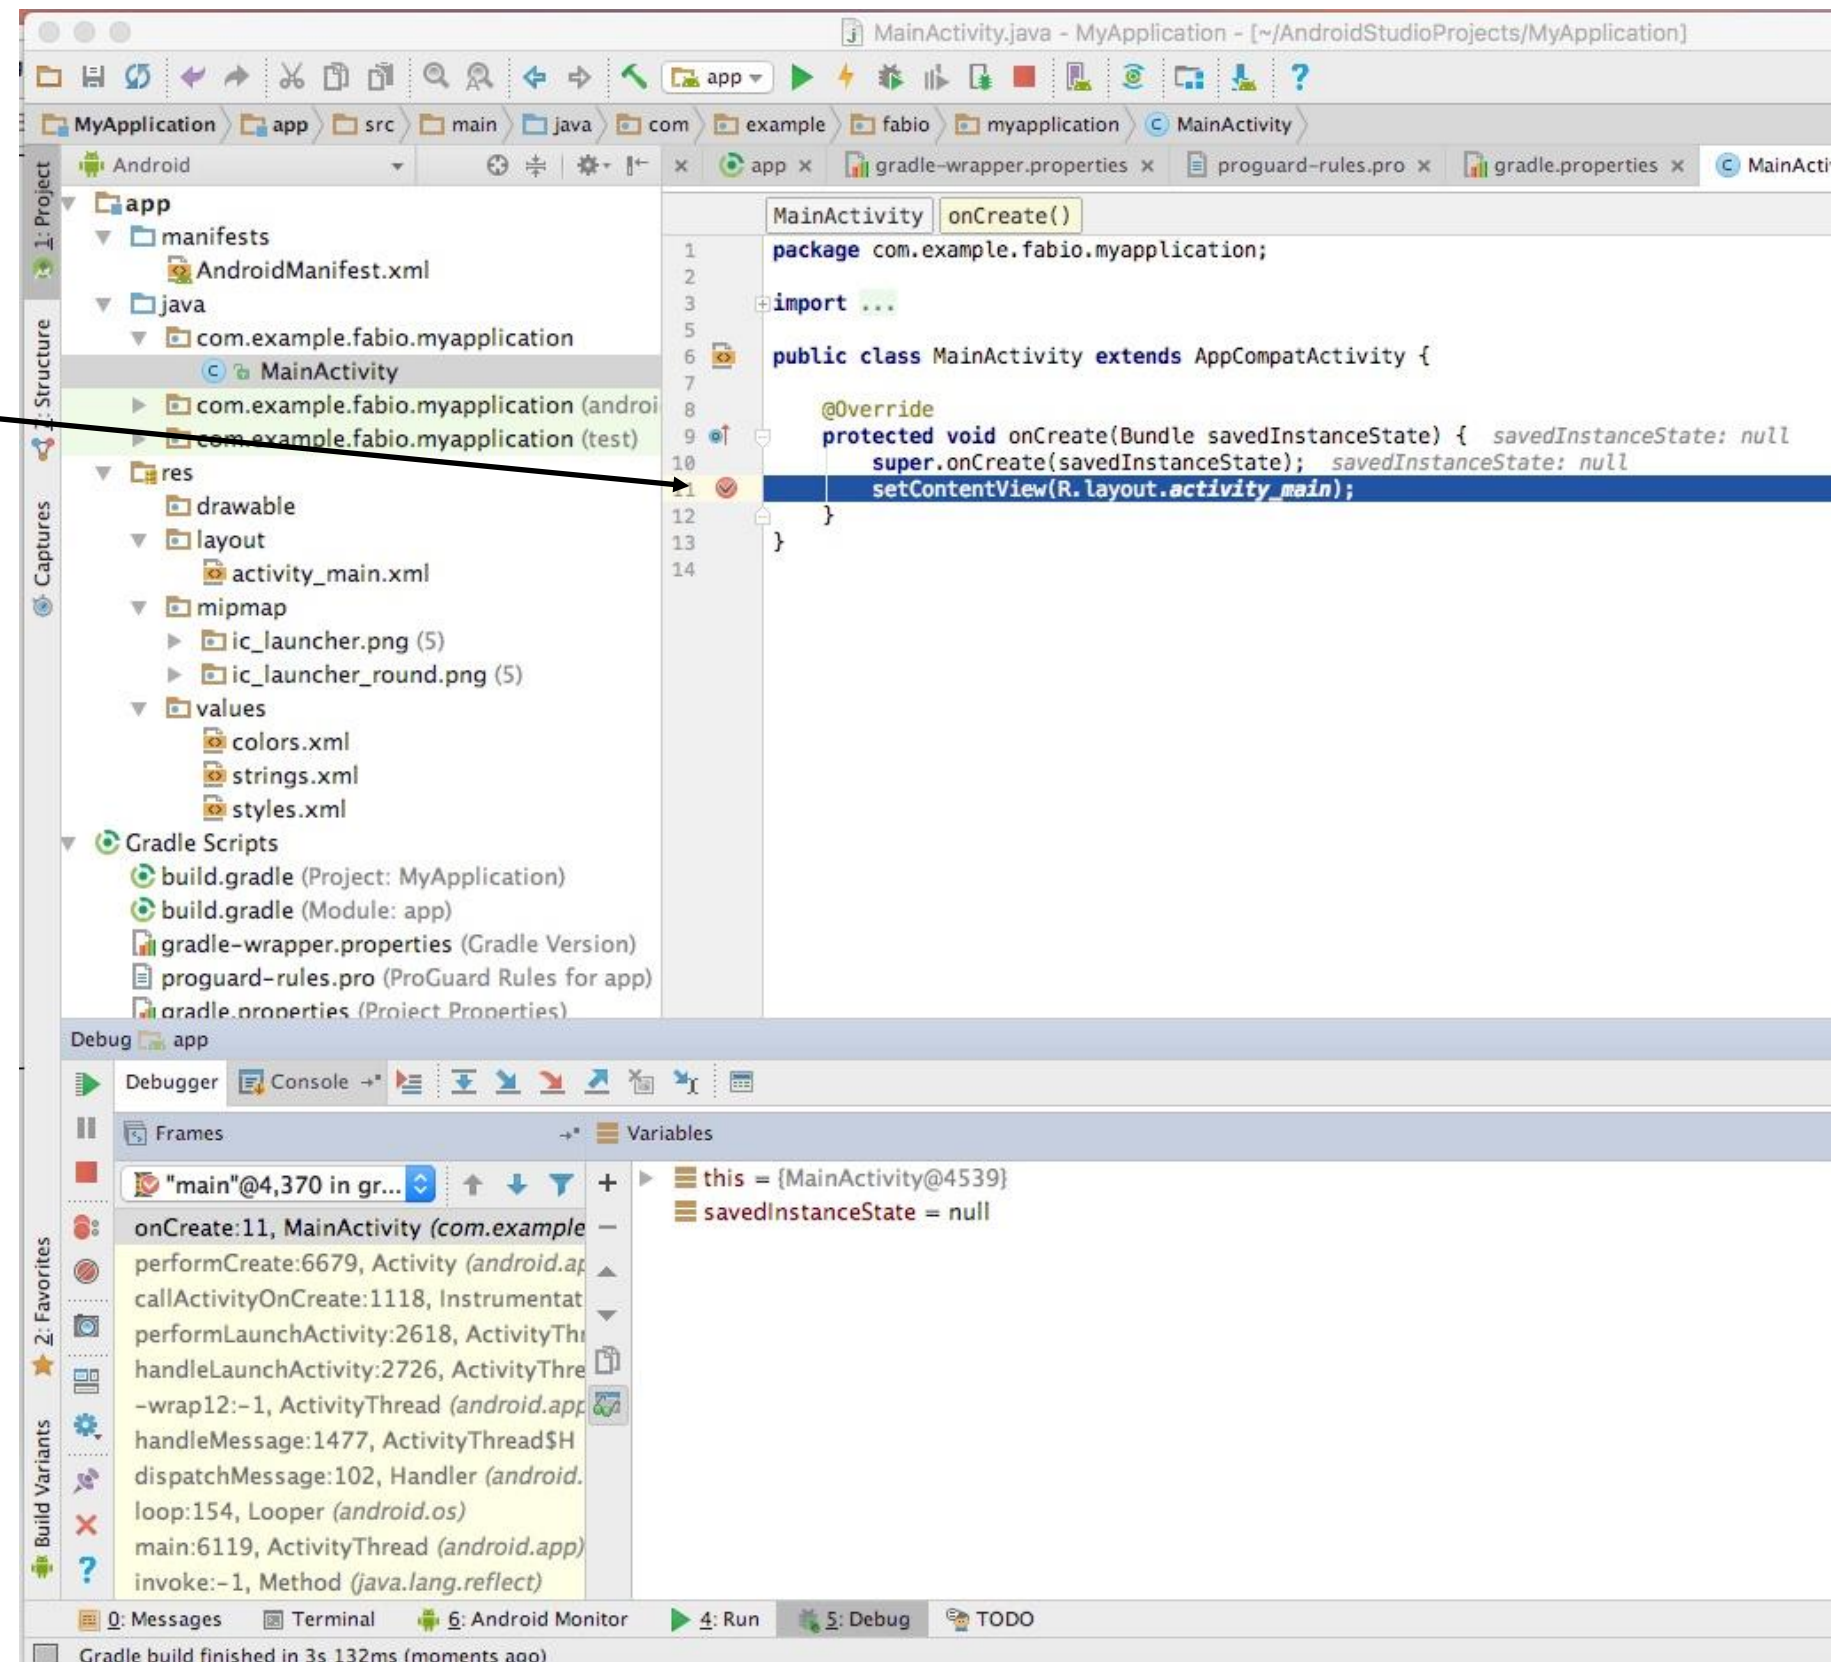 MainActivity.java - MyApplication - [~/AndroidStudioProjects/MyApplication]
app
MyApplication app src main java com example fabio myapplication MainActivity
Android
app gradle-wrapper.properties proguard-rules.pro gradle.properties MainActi
1: Project
Structure
Captures
2: Favorites
Build Variants
app
manifests
AndroidManifest.xml
java
com.example.fabio.myapplication
MainActivity
com.example.fabio.myapplication (androi
com.example.fabio.myapplication (test)
res
drawable
layout
activity_main.xml
mipmap
ic_launcher.png (5)
ic_launcher_round.png (5)
values
colors.xml
strings.xml
styles.xml
Gradle Scripts
build.gradle (Project: MyApplication)
build.gradle (Module: app)
gradle-wrapper.properties (Gradle Version)
proguard-rules.pro (ProGuard Rules for app)
gradle.properties (Project Properties)
MainActivity onCreate()
1 package com.example.fabio.myapplication;
2
3 import ...
5
6 public class MainActivity extends AppCompatActivity {
7
8 @Override
9 protected void onCreate(Bundle savedInstanceState) { savedInstanceState: null
10 super.onCreate(savedInstanceState); savedInstanceState: null
11 setContentView(R.layout.activity_main);
12 }
13 }
14
Debug app
Debugger Console
Frames
"main"@4,370 in gr...
onCreate:11, MainActivity (com.example
performCreate:6679, Activity (android.ap
callActivityOnCreate:1118, Instrumentat
performLaunchActivity:2618, ActivityThr
handleLaunchActivity:2726, ActivityThre
-wrap12:-1, ActivityThread (android.app
handleMessage:1477, ActivityThread$H
dispatchMessage:102, Handler (android.
loop:154, Looper (android.os)
main:6119, ActivityThread (android.app)
invoke:-1, Method (java.lang.reflect)
Variables
this = {MainActivity@4539}
savedInstanceState = null
0: Messages Terminal 6: Android Monitor 4: Run 5: Debug TODO
Gradle build finished in 3s 132ms (moments ago)